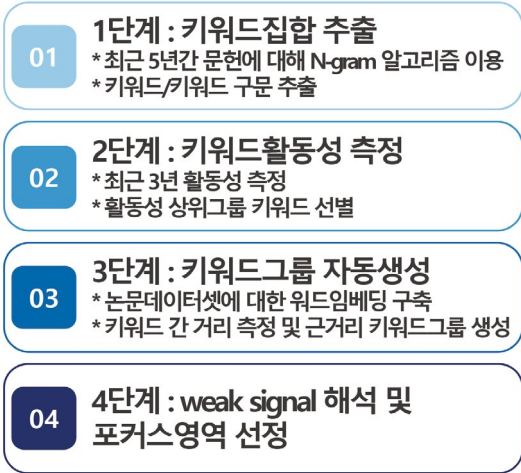 01
1단계 : 키워드집합 추출
* 최근 5년간 문헌에 대해 N-gram 알고리즘 이용
* 키워드/키워드 구문 추출
02
2단계 : 키워드활동성 측정
* 최근 3년 활동성 측정
* 활동성 상위그룹 키워드 선별
03
3단계 : 키워드그룹 자동생성
* 논문데이터셋에 대한 워드임베딩 구축
* 키워드 간 거리 측정 및 근거리 키워드그룹 생성
04
4단계 : weak signal 해석 및
포커스영역 선정